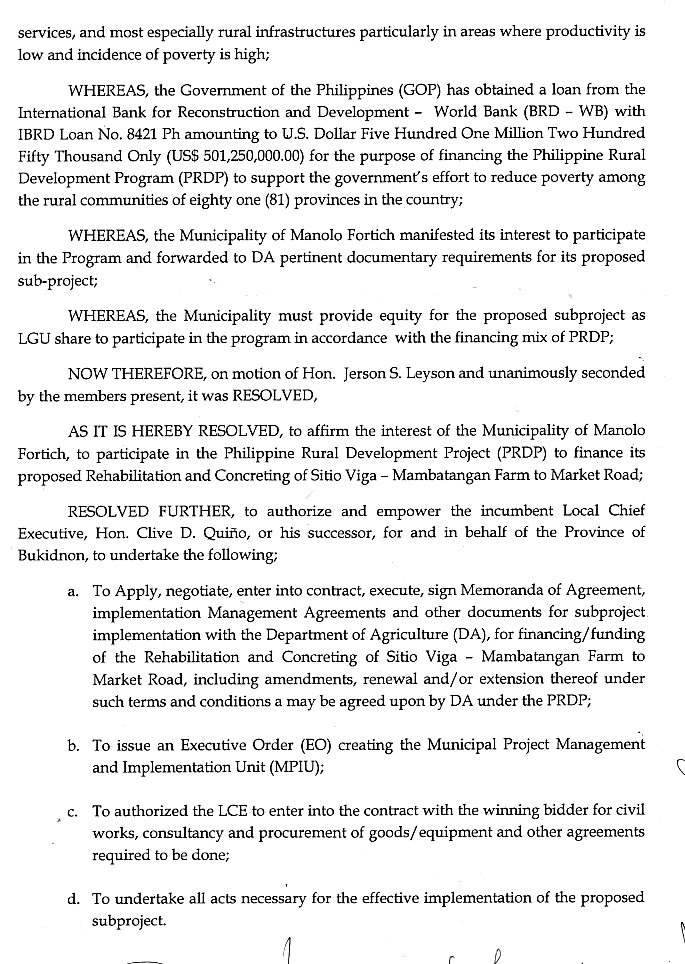 services, and most especially rural infrastructures particularly in areas where productivity is
low and incidence of poverty is high;
WHEREAS, the Government of the Philippines (GOP) has obtained a loan from the
International Bank for Reconstruction and Development – World Bank (BRD – WB) with
IBRD Loan No. 8421 Ph amounting to U.S. Dollar Five Hundred One Million Two Hundred
Fifty Thousand Only (US$ 501,250,000.00) for the purpose of financing the Philippine Rural
Development Program (PRDP) to support the government's effort to reduce poverty among
the rural communities of eighty one (81) provinces in the country;
WHEREAS, the Municipality of Manolo Fortich manifested its interest to participate
in the Program and forwarded to DA pertinent documentary requirements for its proposed
sub-project;
WHEREAS, the Municipality must provide equity for the proposed subproject as
LGU share to participate in the program in accordance with the financing mix of PRDP;
NOW THEREFORE, on motion of Hon. Jerson S. Leyson and unanimously seconded
by the members present, it was RESOLVED,
AS IT IS HEREBY RESOLVED, to affirm the interest of the Municipality of Manolo
Fortich, to participate in the Philippine Rural Development Project (PRDP) to finance its
proposed Rehabilitation and Concreting of Sitio Viga – Mambatangan Farm to Market Road;
RESOLVED FURTHER, to authorize and empower the incumbent Local Chief
Executive, Hon. Clive D. Quiño, or his successor, for and in behalf of the Province of
Bukidnon, to undertake the following;
a. To Apply, negotiate, enter into contract, execute, sign Memoranda of Agreement,
implementation Management Agreements and other documents for subproject
implementation with the Department of Agriculture (DA), for financing/funding
of the Rehabilitation and Concreting of Sitio Viga – Mambatangan Farm to
Market Road, including amendments, renewal and/or extension thereof under
such terms and conditions a may be agreed upon by DA under the PRDP;
b. To issue an Executive Order (EO) creating the Municipal Project Management
and Implementation Unit (MPIU);
c. To authorized the LCE to enter into the contract with the winning bidder for civil
works, consultancy and procurement of goods/equipment and other agreements
required to be done;
d. To undertake all acts necessary for the effective implementation of the proposed
subproject.